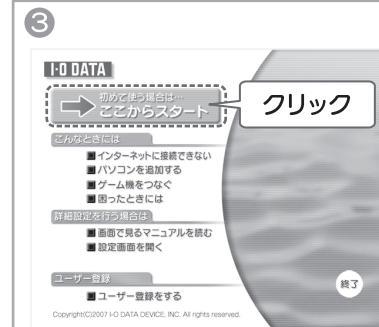 3
I-O DATA
初めて使う場合は…
ここからスタート
クリック
こんなときには
■インターネットに接続できない
■パソコンを追加する
■ゲーム機をつなぐ
■困ったときには
詳細設定を行う場合は
■画面で見るマニュアルを読む
■設定画面を開く
ユーザー登録
■ユーザー登録をする
終了
Copyright(C)2007 I-O DATA DEVICE, INC. All rights reserved.